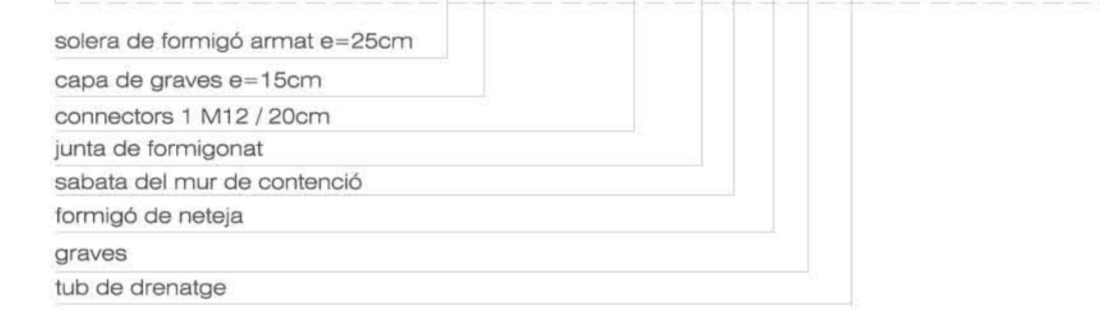 solera de formigó armat e=25cm
capa de graves e=15cm
connectors 1 M12 / 20cm
junta de formigonat
sabata del mur de contenció
formigó de neteja
graves
tub de drenatge